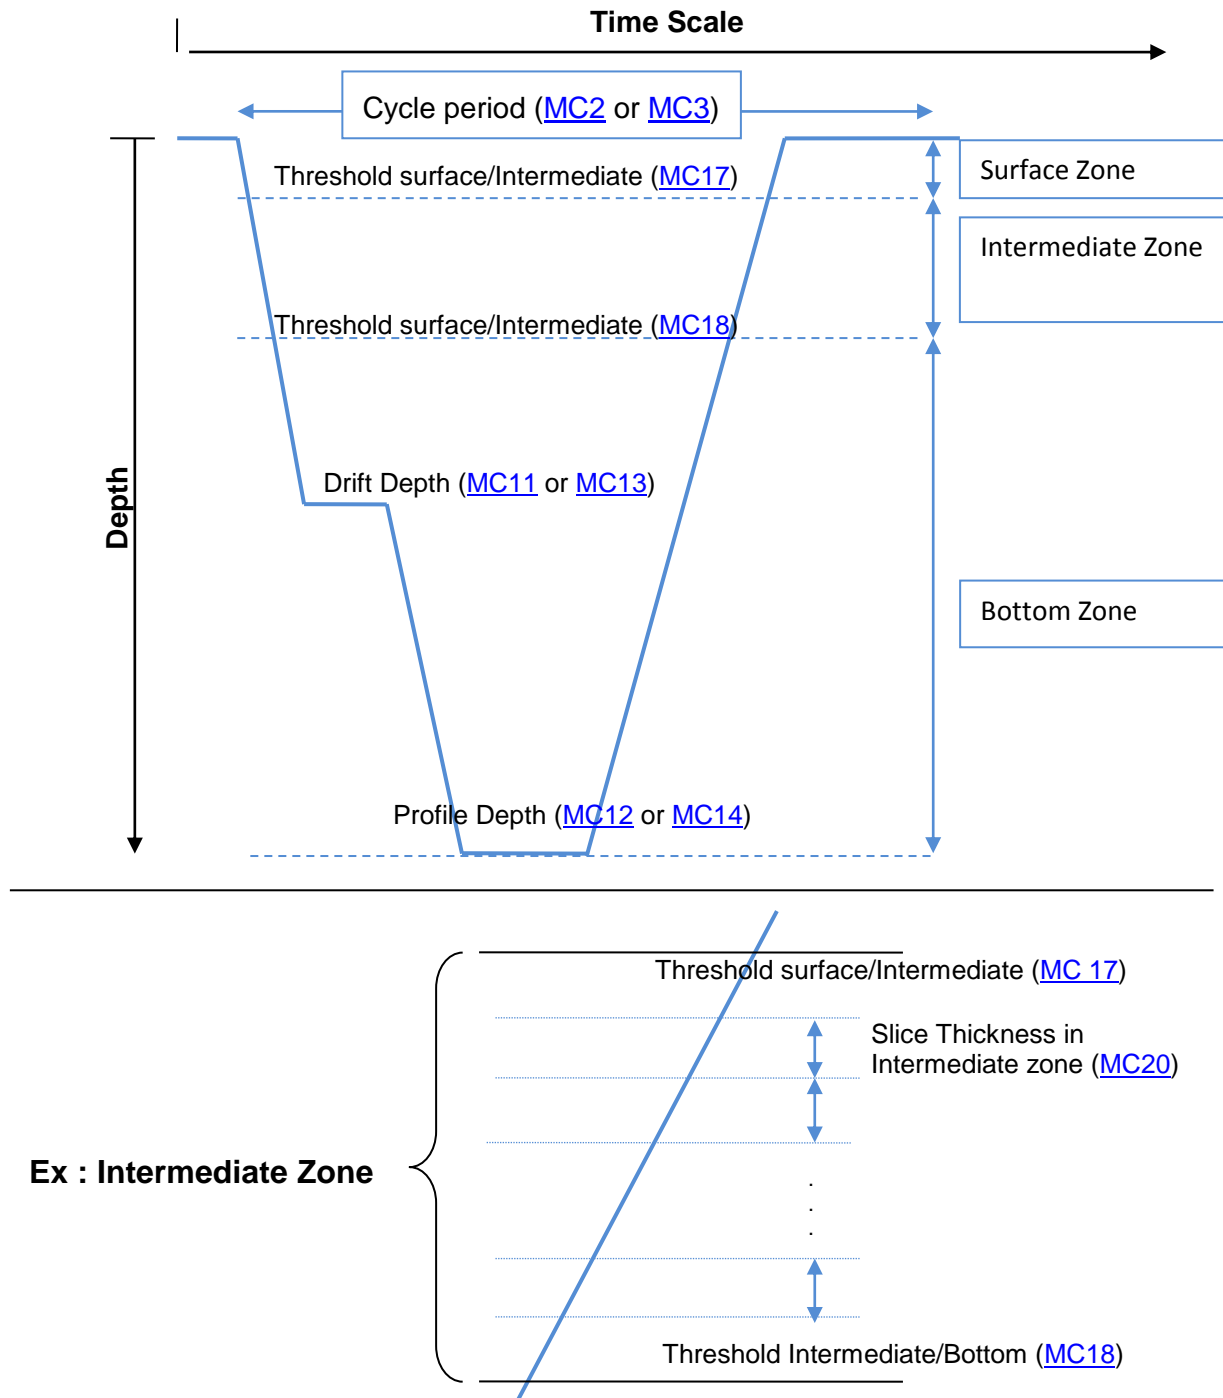 Time Scale
Cycle period (MC2 or MC3)
Threshold surface/Intermediate (MC17)
Surface Zone
Intermediate Zone
Threshold surface/Intermediate (MC18)
Depth
Drift Depth (MC11 or MC13)
Bottom Zone
Profile Depth (MC12 or MC14)
Threshold surface/Intermediate (MC 17)
Slice Thickness in
Intermediate zone (MC20)
Ex : Intermediate Zone
.
.
.
Threshold Intermediate/Bottom (MC18)